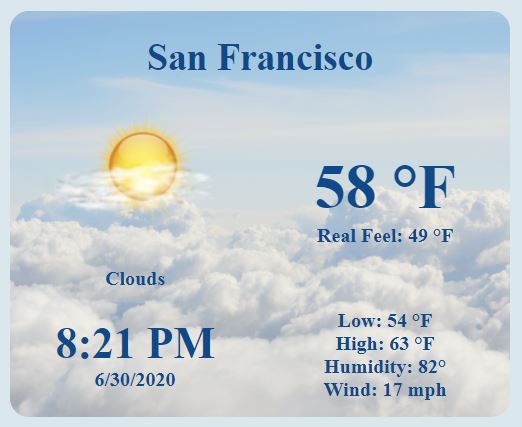 San Francisco
58 °F
Real Feel: 49 °F
Clouds
8:21 PM
6/30/2020
Low: 54 °F
High: 63 °F
Humidity: 82°
Wind: 17 mph